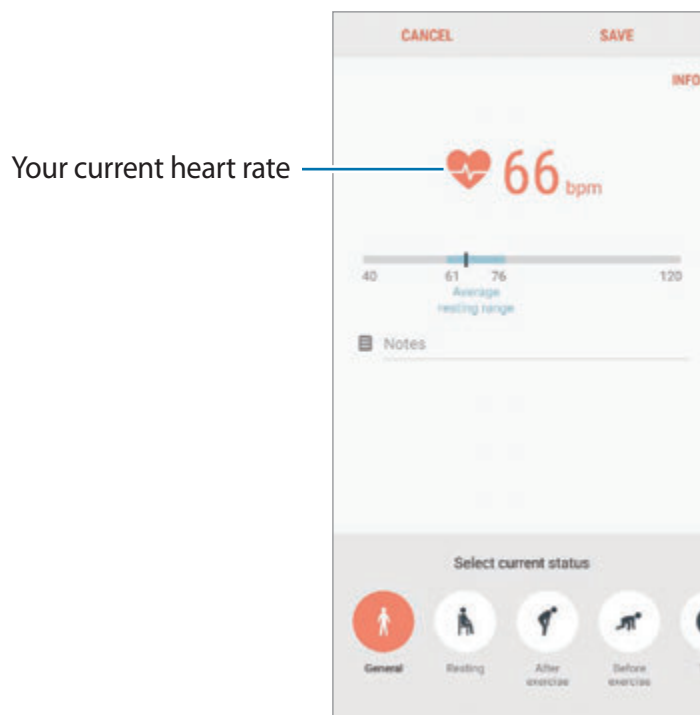 CANCEL SAVE
INFO
Your current heart rate
66 bpm
40 61 76 120
Average
resting range
Notes
Select current status
General Resting After exercise Before exercise